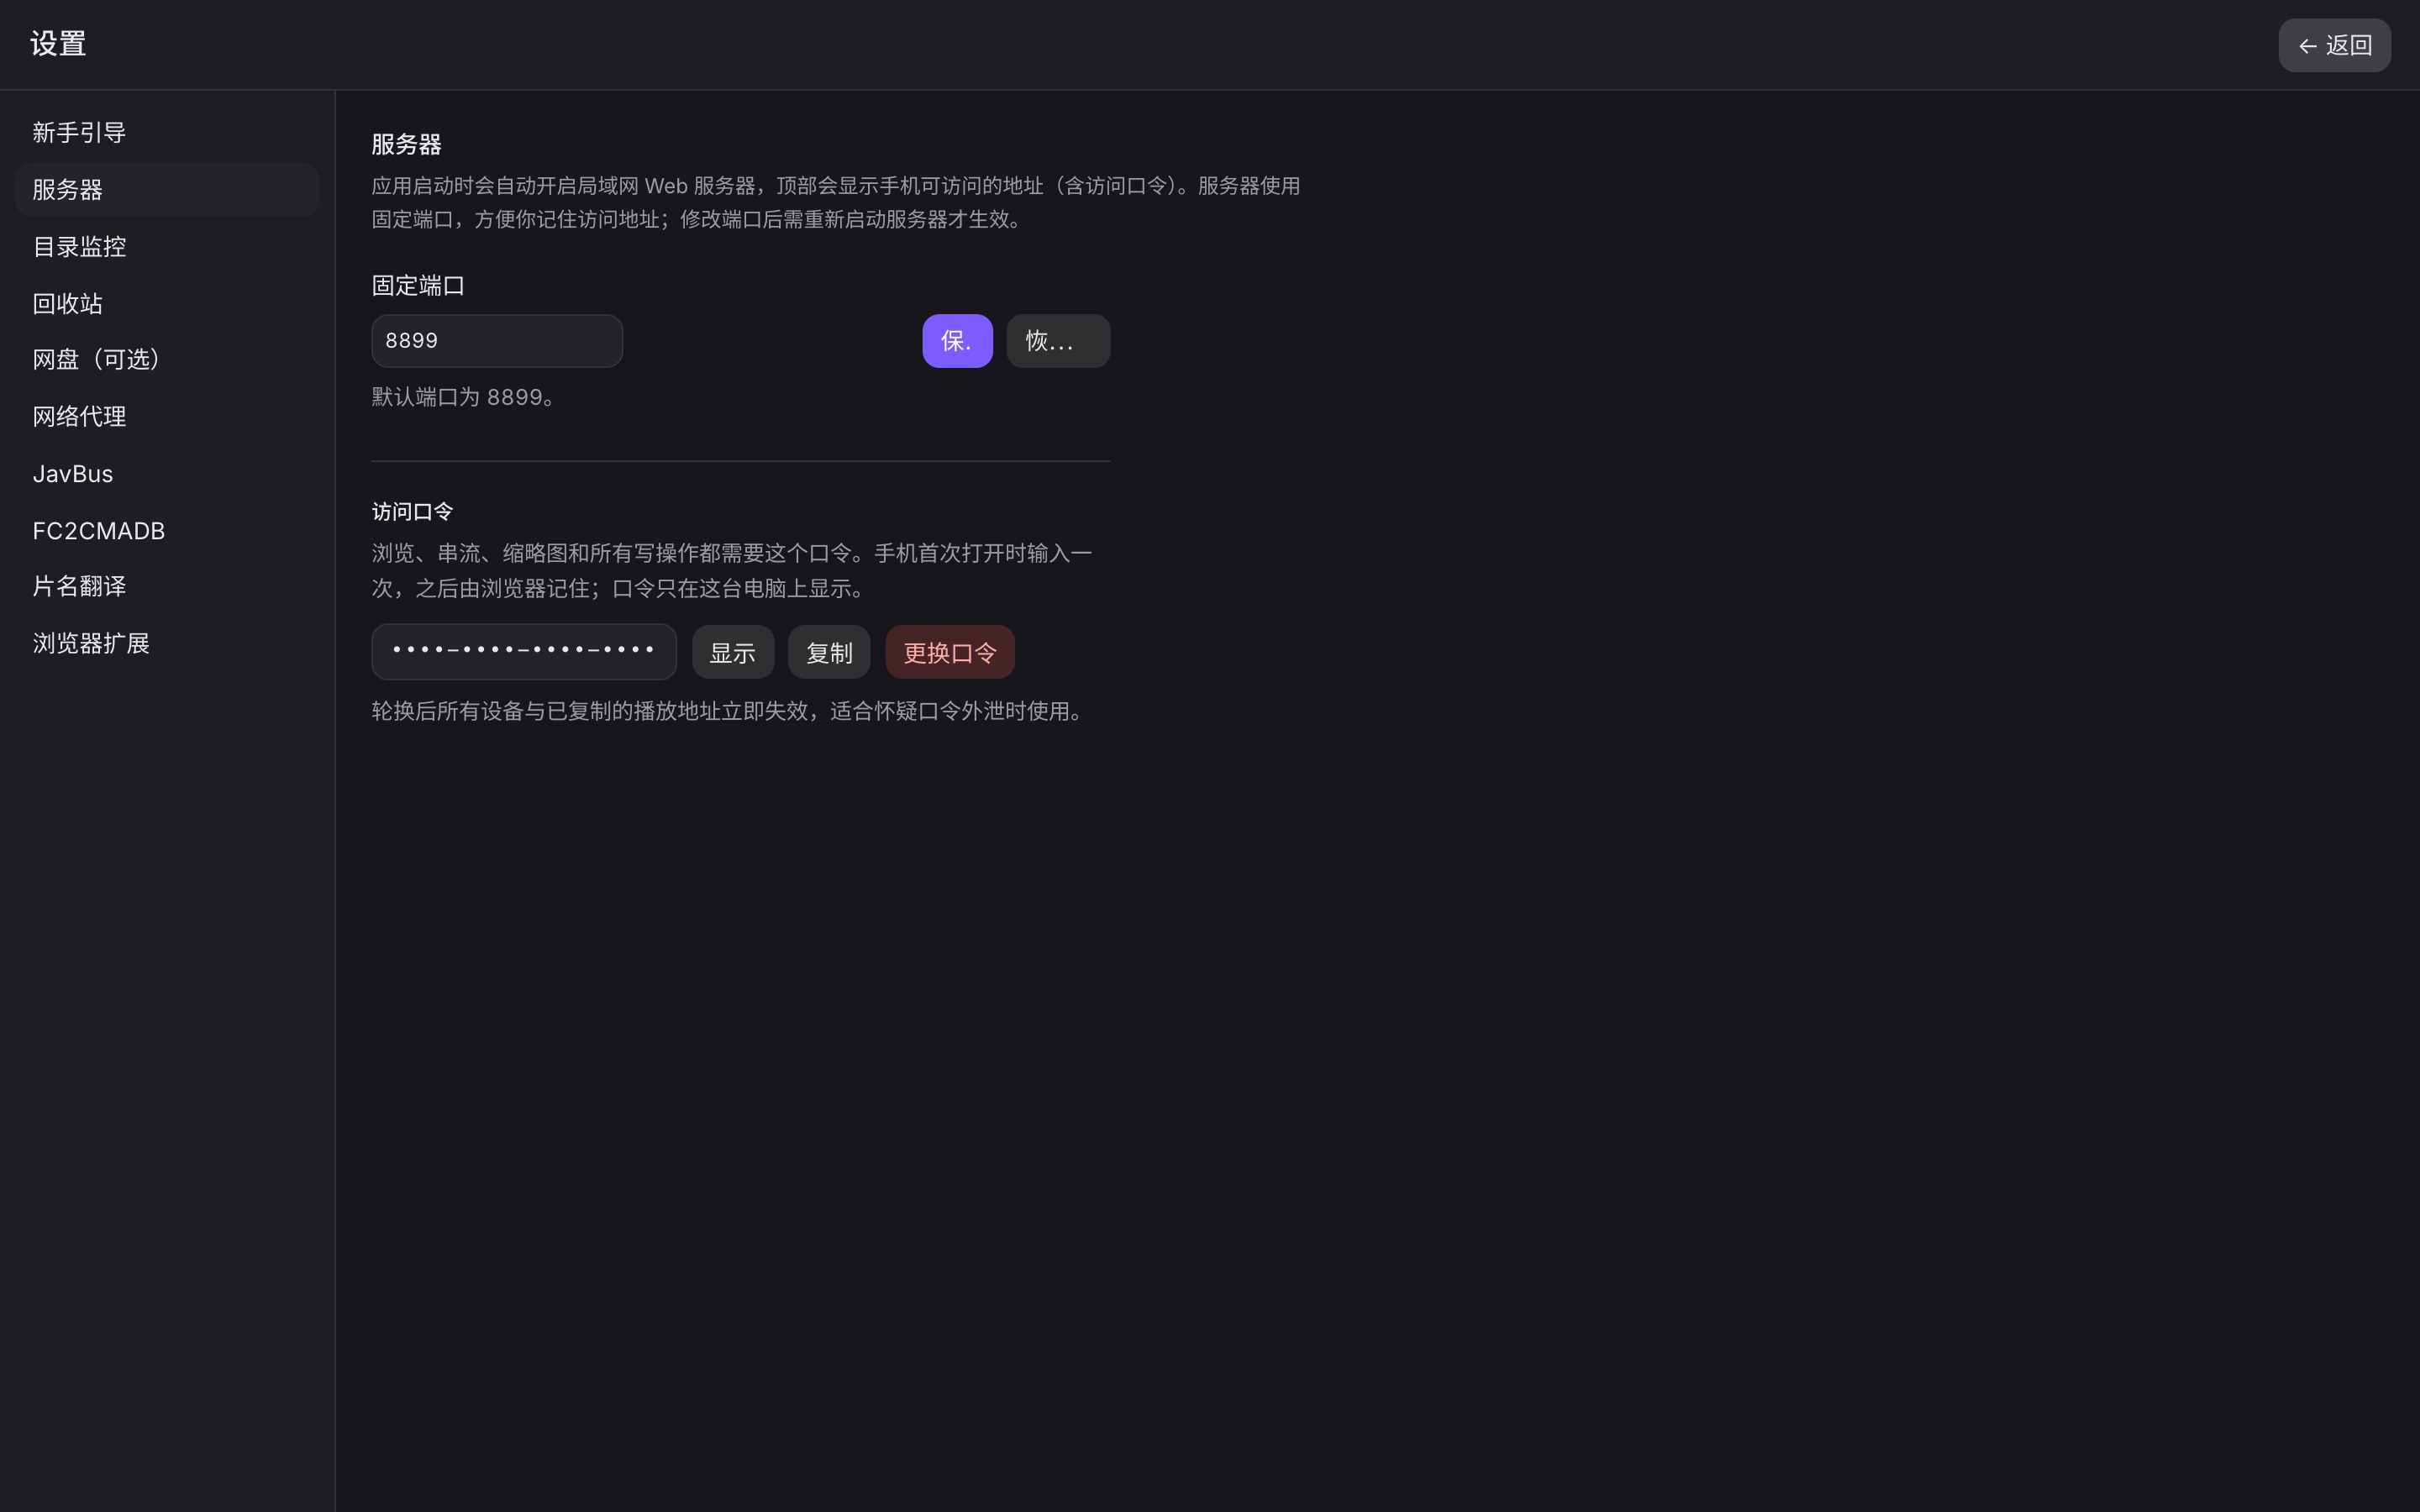 设置
← 返回
新手引导
服务器
目录监控
回收站
网盘（可选）
网络代理
JavBus
FC2CMADB
片名翻译
浏览器扩展
服务器
应用启动时会自动开启局域网 Web 服务器，顶部会显示手机可访问的地址（含访问口令）。服务器使用
固定端口，方便你记住访问地址；修改端口后需重新启动服务器才生效。
固定端口
8899
保.
恢...
默认端口为 8899。
访问口令
浏览、串流、缩略图和所有写操作都需要这个口令。手机首次打开时输入一
次，之后由浏览器记住；口令只在这台电脑上显示。
••••–••••–••••–••••
显示
复制
更换口令
轮换后所有设备与已复制的播放地址立即失效，适合怀疑口令外泄时使用。